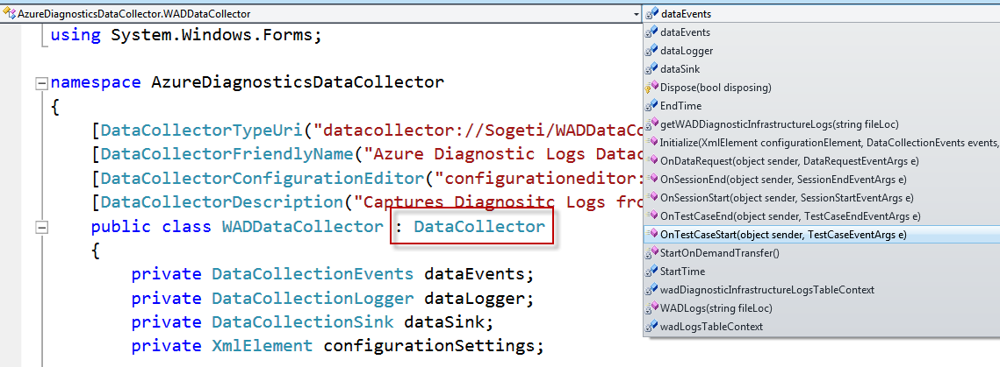 AzureDiagnosticsDataCollector.WADDataCollector
using System.Windows.Forms;
namespace AzureDiagnosticsDataCollector
{
[DataCollectorTypeUri("datacollector://Sogeti/WADDataCo
[DataCollectorFriendlyName("Azure Diagnostic Logs Datac
[DataCollectorConfigurationEditor("configurationeditor:
[DataCollectorDescription("Captures Diagnositc Logs fro
public class WADDataCollector : DataCollector
{
private DataCollectionEvents dataEvents;
private DataCollectionLogger dataLogger;
private DataCollectionSink dataSink;
private XmlElement configurationSettings;
dataEvents
dataEvents
dataLogger
dataSink
Dispose(bool disposing)
EndTime
getWADDiagnosticInfrastructureLogs(string fileLoc)
Initialize(XmlElement configurationElement, DataCollectionEvents events,
OnDataRequest(object sender, DataRequestEventArgs e)
OnSessionEnd(object sender, SessionEndEventArgs e)
OnSessionStart(object sender, SessionStartEventArgs e)
OnTestCaseEnd(object sender, TestCaseEndEventArgs e)
OnTestCaseStart(object sender, TestCaseEventArgs e)
StartOnDemandTransfer()
StartTime
wadDiagnosticInfrastructureLogsTableContext
WADLogs(string fileLoc)
wadLogsTableContext